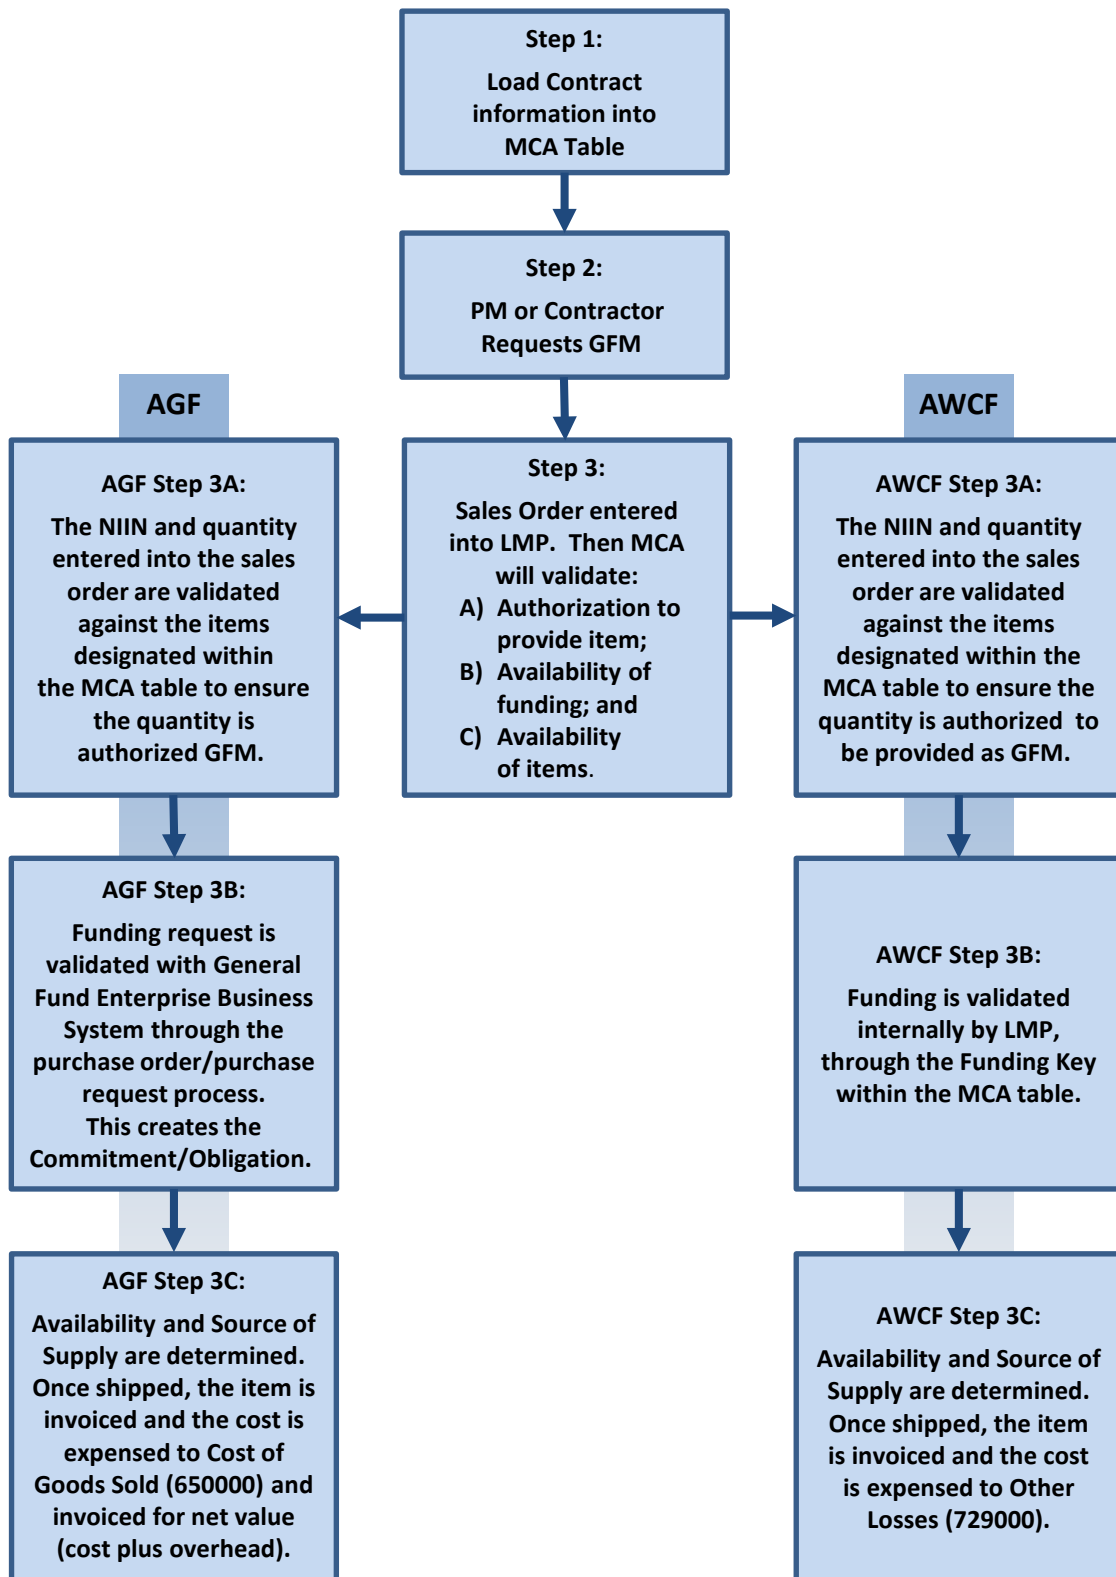 Step 1:
Load Contract
information into
MCA Table
Step 2:
PM or Contractor
Requests GFM
AGF
AWCF
AGF Step 3A:
The NIIN and quantity
entered into the sales
order are validated
against the items
designated within
the MCA table to ensure
the quantity is
authorized GFM.
Step 3:
Sales Order entered
into LMP.  Then MCA
will validate:
A) Authorization to
provide item;
B) Availability of
funding; and
C) Availability
of items.
AWCF Step 3A:
The NIIN and quantity
entered into the sales
order are validated
against the items
designated within the
MCA table to ensure the
quantity is authorized  to
be provided as GFM.
AGF Step 3B:
Funding request is
validated with General
Fund Enterprise Business
System through the
purchase order/purchase
request process.
This creates the
Commitment/Obligation.
AWCF Step 3B:
Funding is validated
internally by LMP,
through the Funding Key
within the MCA table.
AGF Step 3C:
Availability and Source of
Supply are determined.
Once shipped, the item is
invoiced and the cost is
expensed to Cost of
Goods Sold (650000) and
invoiced for net value
(cost plus overhead).
AWCF Step 3C:
Availability and Source of
Supply are determined.
Once shipped, the item
is invoiced and the cost
is expensed to Other
Losses (729000).